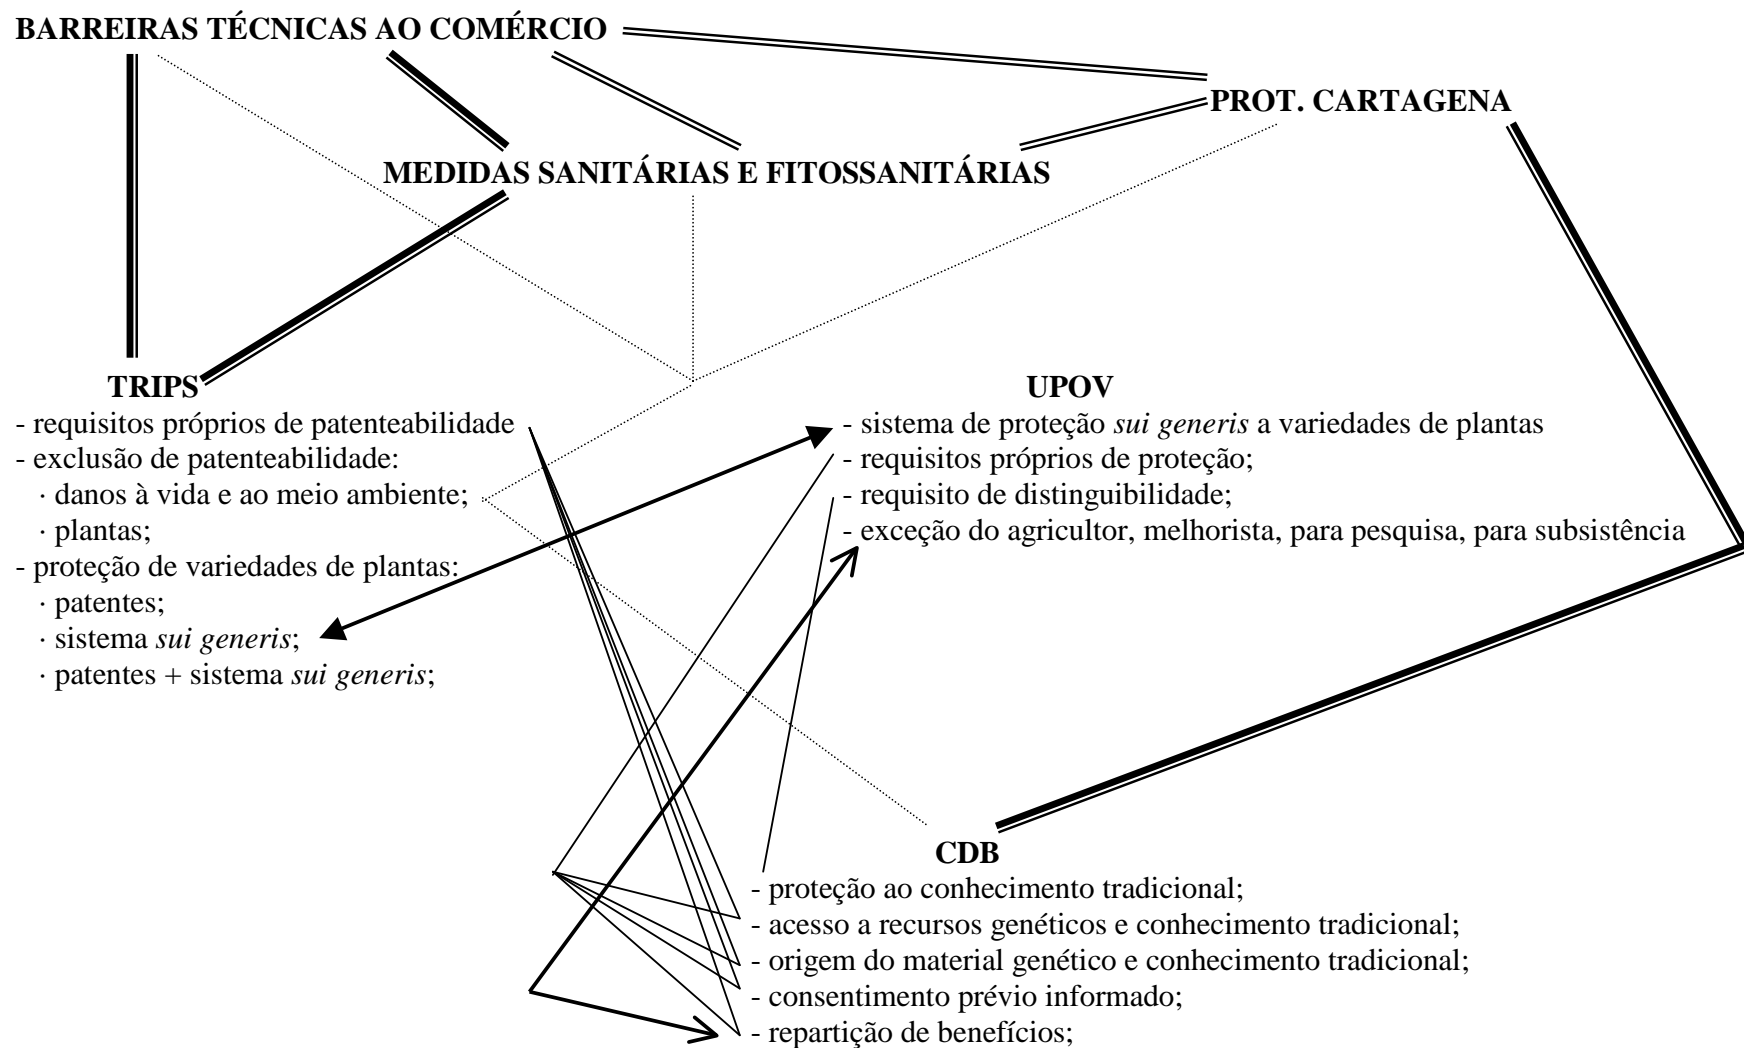 BARREIRAS TÉCNICAS AO COMÉRCIO
PROT. CARTAGENA
MEDIDAS SANITÁRIAS E FITOSSANITÁRIAS
TRIPS
- requisitos próprios de patenteabilidade
- exclusão de patenteabilidade:
· danos à vida e ao meio ambiente;
· plantas;
- proteção de variedades de plantas:
· patentes;
· sistema sui generis;
· patentes + sistema sui generis;
UPOV
- sistema de proteção sui generis a variedades de plantas
- requisitos próprios de proteção;
- requisito de distinguibilidade;
- exceção do agricultor, melhorista, para pesquisa, para subsistência
CDB
- proteção ao conhecimento tradicional;
- acesso a recursos genéticos e conhecimento tradicional;
- origem do material genético e conhecimento tradicional;
- consentimento prévio informado;
- repartição de benefícios;